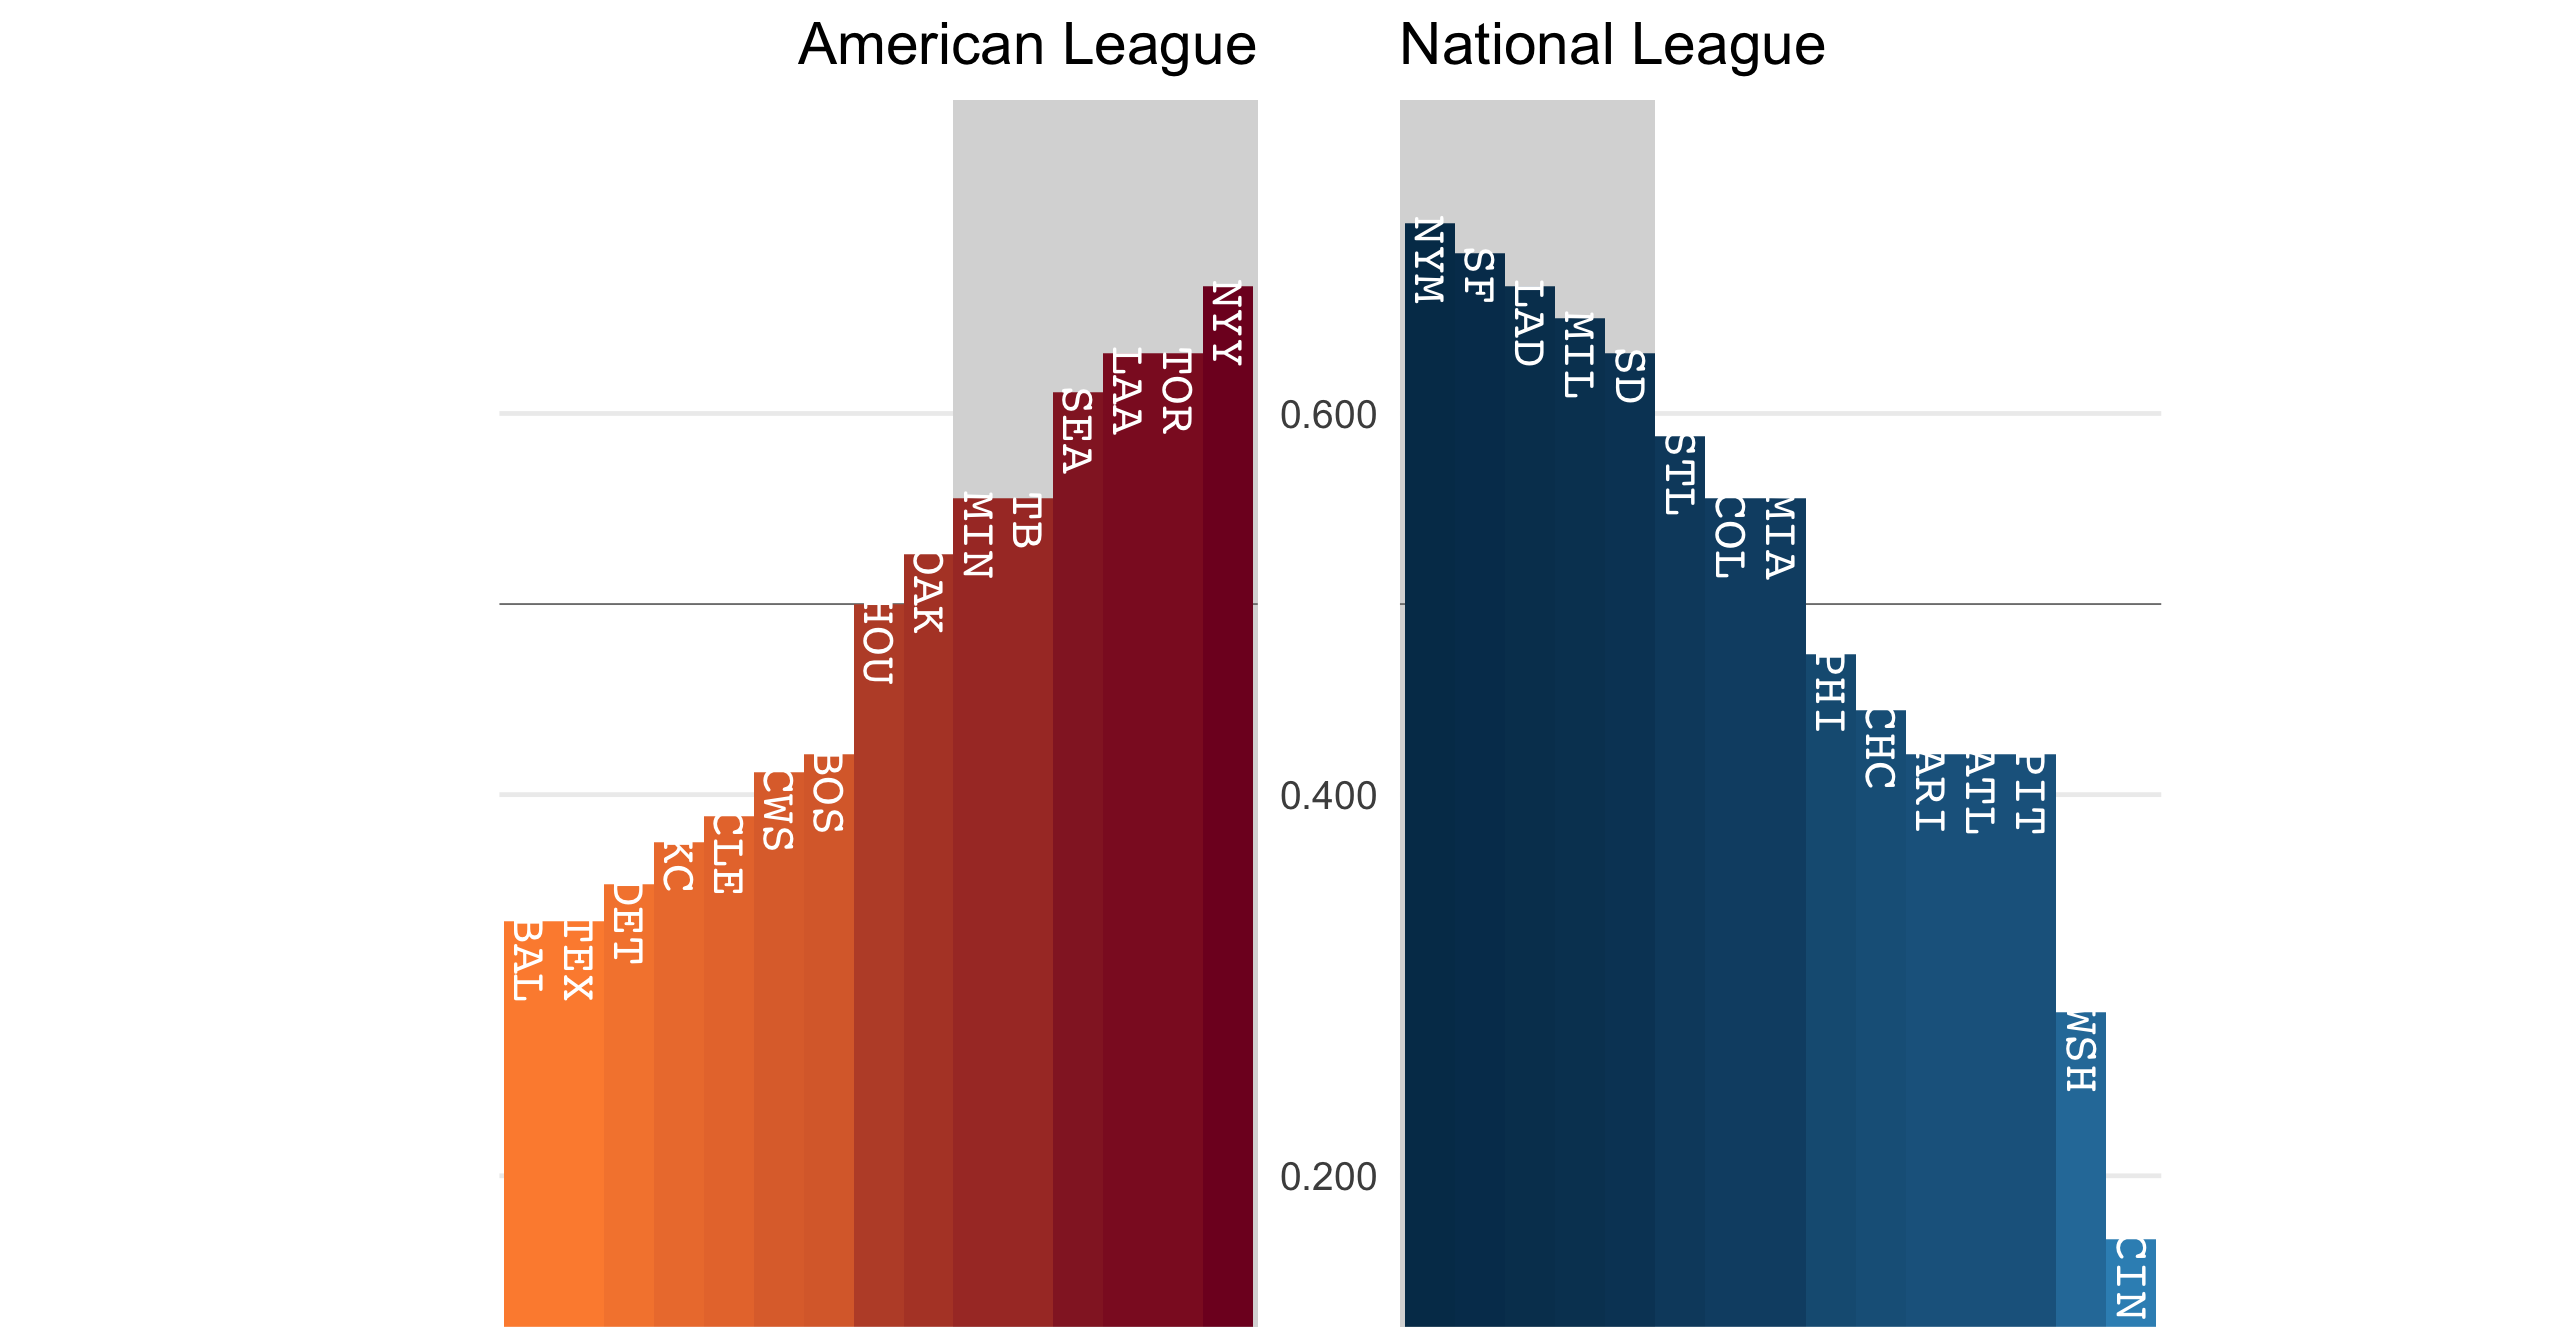 American League
National League
0.600
0.400
0.200
BAL
TEX
DET
KC
CLE
CWS
BOS
HOU
OAK
MIN
TB
SEA
LAA
TOR
NYY
NYM
SF
LAD
MIL
SD
STL
COL
MIA
PHI
CHC
ARI
ATL
PIT
WSH
CIN